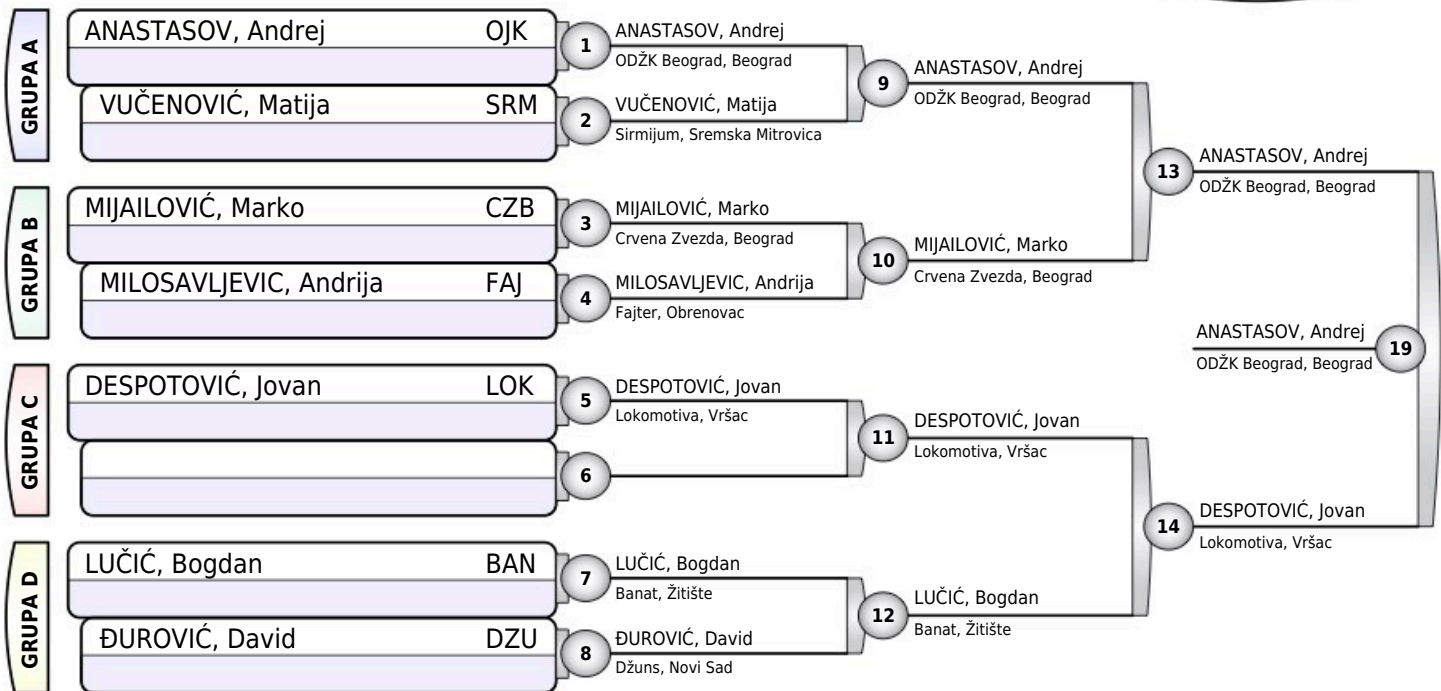 GRUPA A
ANASTASOV, Andrej OJK
VUČENOVIĆ, Matija SRM
1
ANASTASOV, Andrej
ODŽK Beograd, Beograd
2
VUČENOVIĆ, Matija
Sirmijum, Sremska Mitrovica
9
ANASTASOV, Andrej
ODŽK Beograd, Beograd
GRUPA B
MIJAILOVIĆ, Marko CZB
MILOSAVLJEVIC, Andrija FAJ
3
MIJAILOVIĆ, Marko
Crvena Zvezda, Beograd
4
MILOSAVLJEVIC, Andrija
Fajter, Obrenovac
10
MIJAILOVIĆ, Marko
Crvena Zvezda, Beograd
13
ANASTASOV, Andrej
ODŽK Beograd, Beograd
GRUPA C
DESPOTOVIĆ, Jovan LOK
5
DESPOTOVIĆ, Jovan
Lokomotiva, Vršac
6
11
DESPOTOVIĆ, Jovan
Lokomotiva, Vršac
GRUPA D
LUČIĆ, Bogdan BAN
ĐUROVIĆ, David DZU
7
LUČIĆ, Bogdan
Banat, Žitište
8
ĐUROVIĆ, David
Džuns, Novi Sad
12
LUČIĆ, Bogdan
Banat, Žitište
14
DESPOTOVIĆ, Jovan
Lokomotiva, Vršac
ANASTASOV, Andrej
ODŽK Beograd, Beograd
19